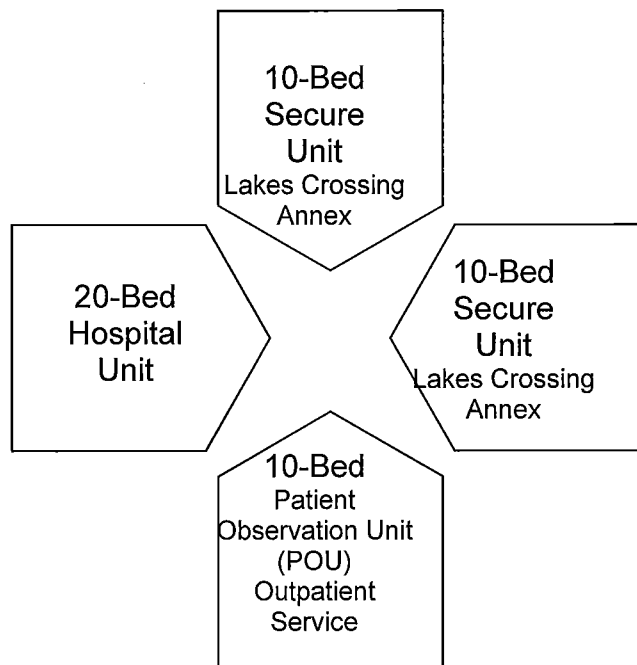 10-Bed
Secure
Unit
Lakes Crossing
Annex
20-Bed
Hospital
Unit
10-Bed
Secure
Unit
Lakes Crossing
Annex
10-Bed
Patient
Observation Unit
(POU)
Outpatient
Service